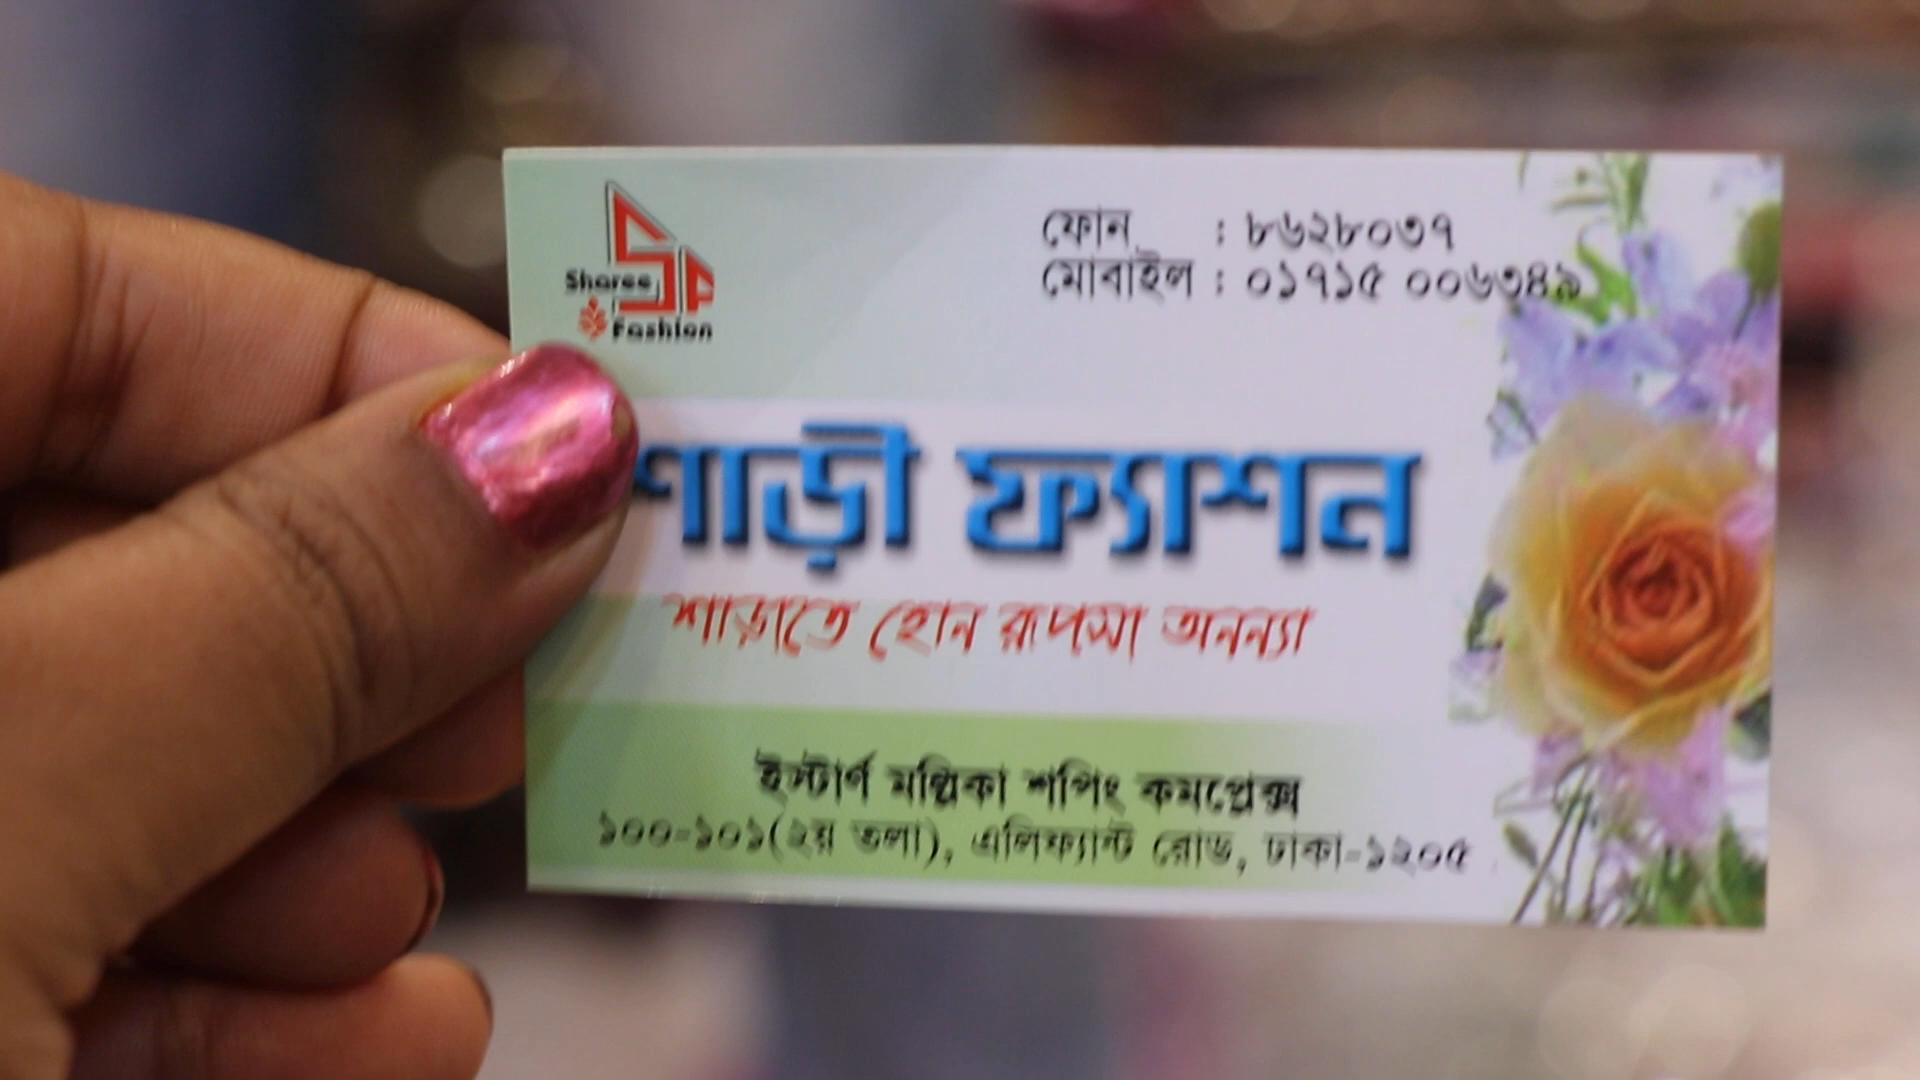 Sharee
Fashion
ফোন : ৮৬২৮০৩৭
মোবাইল : ০১৭১৫ ০০৬৩৪৯
শাড়ী ফ্যাশন
শাড়ীতে হোন রূপসী অনন্যা
ইস্টার্ণ মল্লিকা শপিং কমপ্লেক্স
১০০-১০১(২য় তলা), এলিফ্যান্ট রোড, ঢাকা-১২০৫